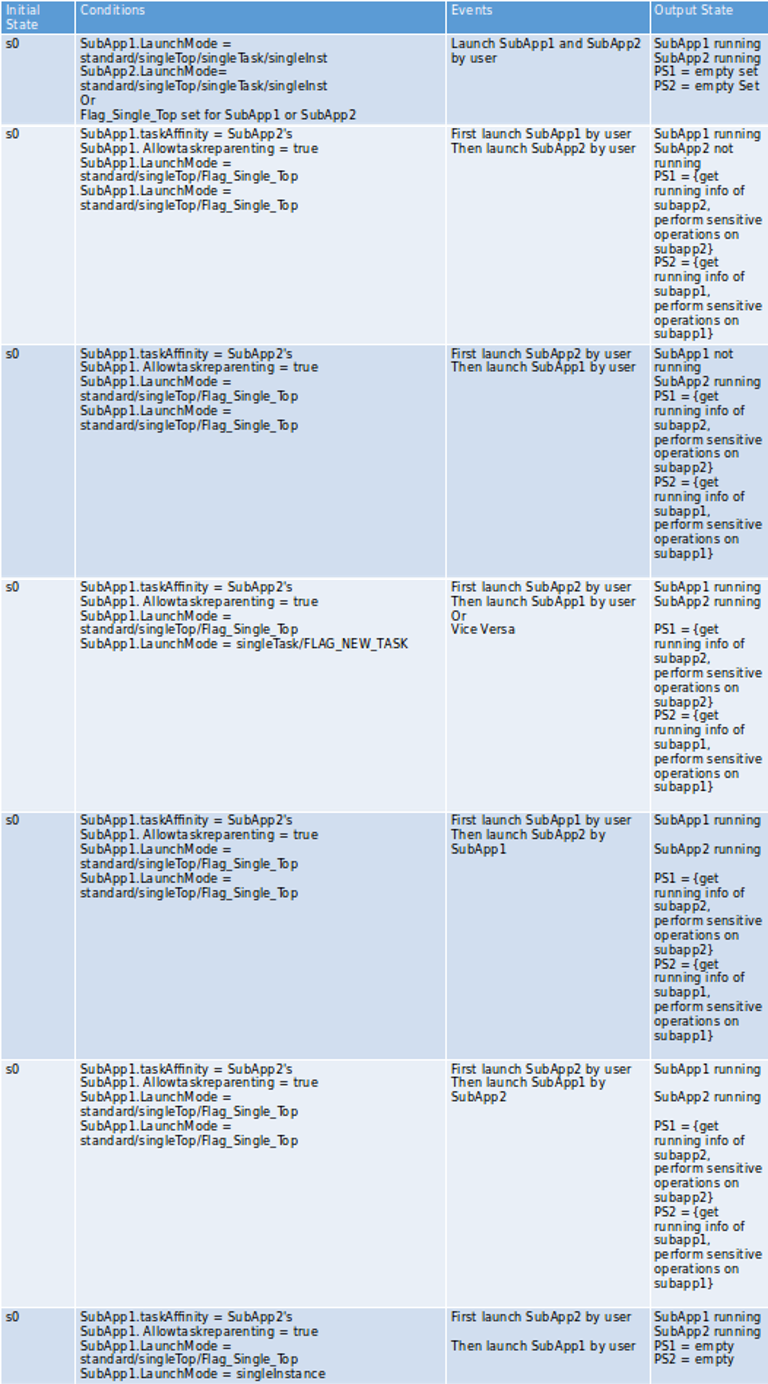 Initial
State
Conditions
Events
Output State
s0
SubApp1.LaunchMode =
standard/singleTop/singleTask/singleInst
SubApp2.LaunchMode=
standard/singleTop/singleTask/singleInst
Or
Flag_Single_Top set for SubApp1 or SubApp2
Launch SubApp1 and SubApp2
by user
SubApp1 running
SubApp2 running
PS1 = empty set
PS2 = empty Set
s0
SubApp1.taskAffinity = SubApp2's
SubApp1. Allowtaskreparenting = true
SubApp1.LaunchMode =
standard/singleTop/Flag_Single_Top
SubApp1.LaunchMode =
standard/singleTop/Flag_Single_Top
First launch SubApp1 by user
Then launch SubApp2 by user
SubApp1 running
SubApp2 not
running
PS1 = {get
running info of
subapp2,
perform sensitive
operations on
subapp2}
PS2 = {get
running info of
subapp1,
perform sensitive
operations on
subapp1}
s0
SubApp1.taskAffinity = SubApp2's
SubApp1. Allowtaskreparenting = true
SubApp1.LaunchMode =
standard/singleTop/Flag_Single_Top
SubApp1.LaunchMode =
standard/singleTop/Flag_Single_Top
First launch SubApp2 by user
Then launch SubApp1 by user
SubApp1 not
running
SubApp2 running
PS1 = {get
running info of
subapp2,
perform sensitive
operations on
subapp2}
PS2 = {get
running info of
subapp1,
perform sensitive
operations on
subapp1}
s0
SubApp1.taskAffinity = SubApp2's
SubApp1. Allowtaskreparenting = true
SubApp1.LaunchMode =
standard/singleTop/Flag_Single_Top
SubApp1.LaunchMode = singleTask/FLAG_NEW_TASK
First launch SubApp2 by user
Then launch SubApp1 by user
Or
Vice Versa
SubApp1 running
SubApp2 running
PS1 = {get
running info of
subapp2,
perform sensitive
operations on
subapp2}
PS2 = {get
running info of
subapp1,
perform sensitive
operations on
subapp1}
s0
SubApp1.taskAffinity = SubApp2's
SubApp1. Allowtaskreparenting = true
SubApp1.LaunchMode =
standard/singleTop/Flag_Single_Top
SubApp1.LaunchMode =
standard/singleTop/Flag_Single_Top
First launch SubApp1 by user
Then launch SubApp2 by
SubApp1
SubApp1 running
SubApp2 running
PS1 = {get
running info of
subapp2,
perform sensitive
operations on
subapp2}
PS2 = {get
running info of
subapp1,
perform sensitive
operations on
subapp1}
s0
SubApp1.taskAffinity = SubApp2's
SubApp1. Allowtaskreparenting = true
SubApp1.LaunchMode =
standard/singleTop/Flag_Single_Top
SubApp1.LaunchMode =
standard/singleTop/Flag_Single_Top
First launch SubApp2 by user
Then launch SubApp1 by
SubApp2
SubApp1 running
SubApp2 running
PS1 = {get
running info of
subapp2,
perform sensitive
operations on
subapp2}
PS2 = {get
running info of
subapp1,
perform sensitive
operations on
subapp1}
s0
SubApp1.taskAffinity = SubApp2's
SubApp1. Allowtaskreparenting = true
SubApp1.LaunchMode =
standard/singleTop/Flag_Single_Top
SubApp1.LaunchMode = singleInstance
First launch SubApp2 by user
Then launch SubApp1 by user
SubApp1 running
SubApp2 running
PS1 = empty
PS2 = empty